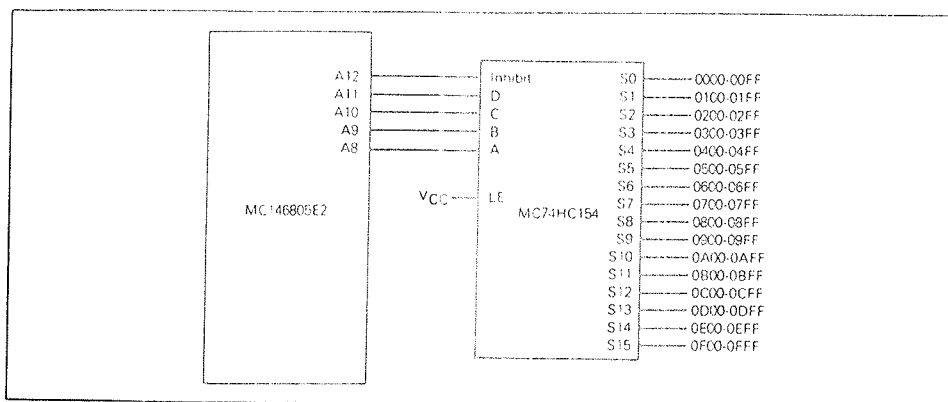 A12
A11
A10
A9
A8
MC146805E2
Inhibit
D
C
B
A
VCC
LE
MC74HC154
S0 0000-00FF
S1 0100-01FF
S2 0200-02FF
S3 0300-03FF
S4 0400-04FF
S5 0500-05FF
S6 0600-06FF
S7 0700-07FF
S8 0800-08FF
S9 0900-09FF
S10 0A00-0AFF
S11 0B00-0BFF
S12 0C00-0CFF
S13 0D00-0DFF
S14 0E00-0EFF
S15 0F00-0FFF